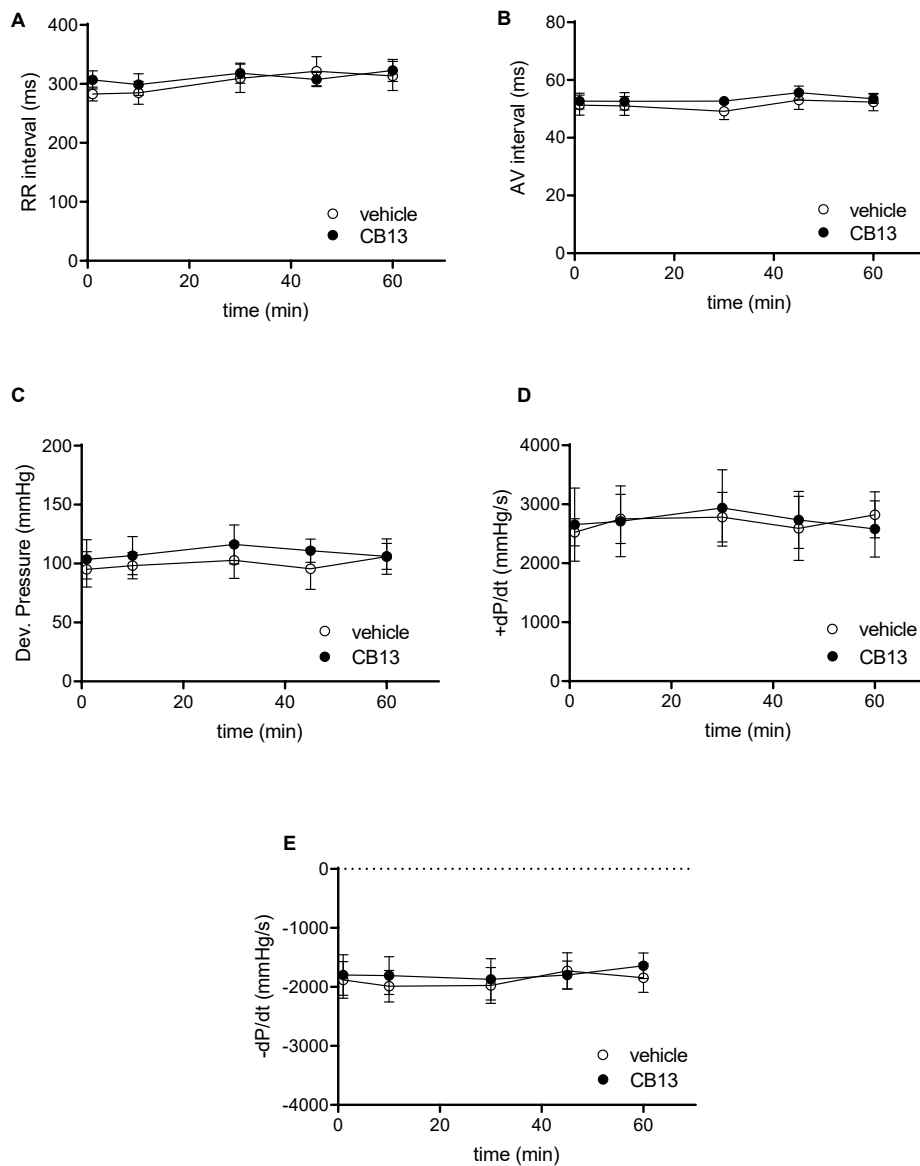 A
400
300
200
100
0
RR interval (ms)
0 20 40 60
time (min)
vehicle
CB13
B
80
60
40
20
0
AV interval (ms)
0 20 40 60
time (min)
vehicle
CB13
C
200
150
100
50
0
Dev. Pressure (mmHg)
0 20 40 60
time (min)
vehicle
CB13
D
4000
3000
2000
1000
0
+dP/dt (mmHg/s)
0 20 40 60
time (min)
vehicle
CB13
E
0
-1000
-2000
-3000
-4000
-dP/dt (mmHg/s)
0 20 40 60
time (min)
vehicle
CB13